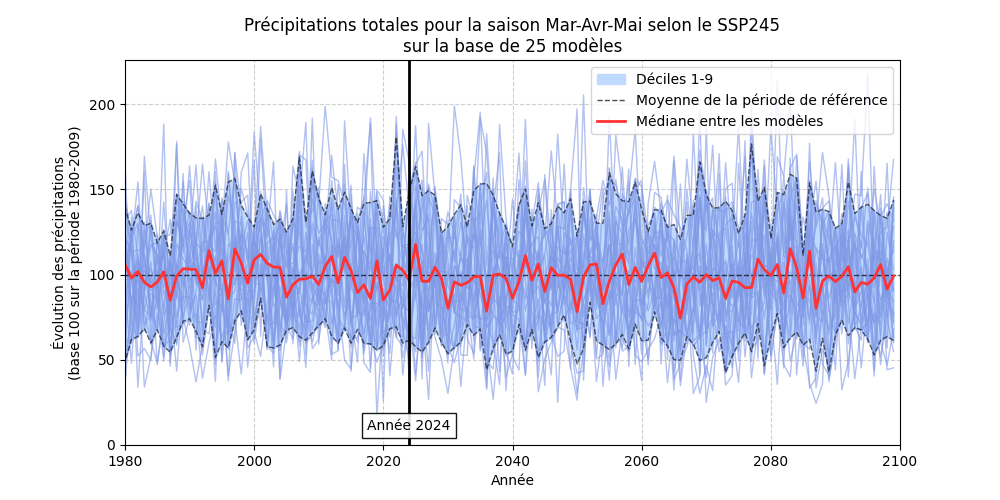 Précipitations totales pour la saison Mar-Avr-Mai selon le SSP245
sur la base de 25 modèles
Déciles 1-9
Moyenne de la période de référence
Médiane entre les modèles
Évolution des précipitations
(base 100 sur la période 1980-2009)
200
150
100
50
0
Année 2024
1980
2000
2020
2040
2060
2080
2100
Année